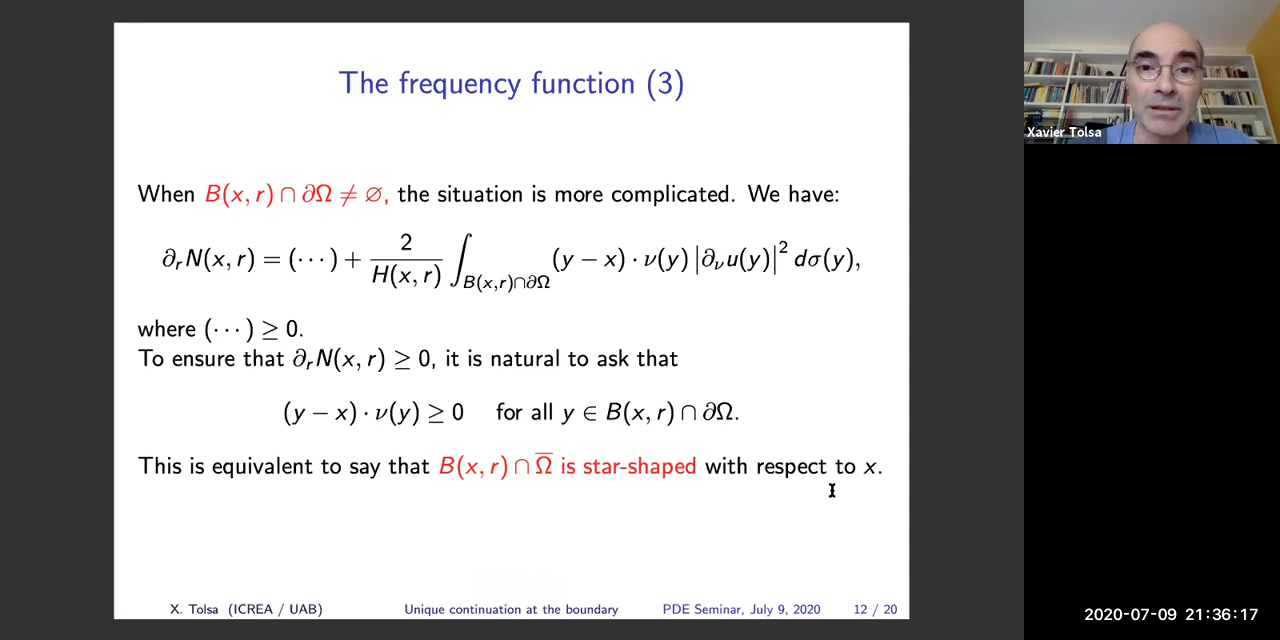 The frequency function (3)
When B(x, r) ∩ ∂Ω ≠ ∅, the situation is more complicated. We have:
∂ᵣN(x, r) = (· · ·) + 2/H(x, r) ∫_{B(x,r)∩∂Ω} (y − x) · ν(y) |∂_ν u(y)|² dσ(y),
where (· · ·) ≥ 0.
To ensure that ∂ᵣN(x, r) ≥ 0, it is natural to ask that
(y − x) · ν(y) ≥ 0 for all y ∈ B(x, r) ∩ ∂Ω.
This is equivalent to say that B(x, r) ∩ Ω̅ is star-shaped with respect to x.
X. Tolsa (ICREA / UAB) Unique continuation at the boundary PDE Seminar, July 9, 2020 12 / 20
Xavier Tolsa
2020-07-09 21:36:17